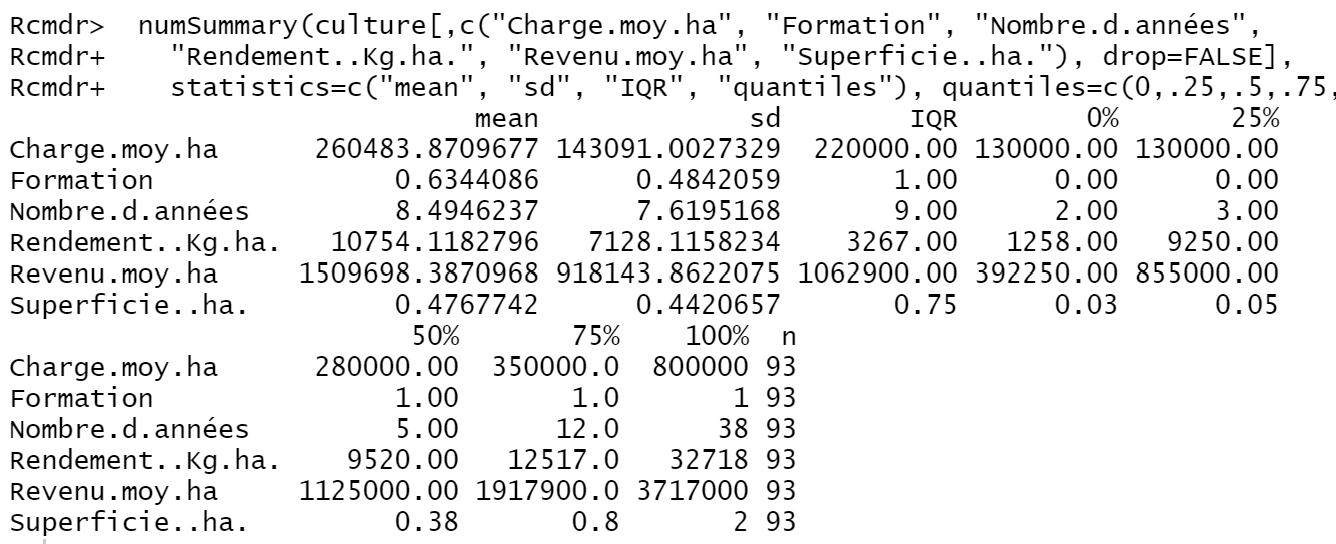 Rcmdr>  numSummary(culture[,c("Charge.moy.ha", "Formation", "Nombre.d.années",
Rcmdr+    "Rendement..Kg.ha.", "Revenu.moy.ha", "Superficie..ha."), drop=FALSE],
Rcmdr+    statistics=c("mean", "sd", "IQR", "quantiles"), quantiles=c(0,.25,.5,.75,
mean sd IQR 0% 25%
Charge.moy.ha 260483.8709677 143091.0027329 220000.00 130000.00 130000.00
Formation 0.6344086 0.4842059 1.00 0.00 0.00
Nombre.d.années 8.4946237 7.6195168 9.00 2.00 3.00
Rendement..Kg.ha. 10754.1182796 7128.1158234 3267.00 1258.00 9250.00
Revenu.moy.ha 1509698.3870968 918143.8622075 1062900.00 392250.00 855000.00
Superficie..ha. 0.4767742 0.4420657 0.75 0.03 0.05
50% 75% 100% n
Charge.moy.ha 280000.00 350000.0 800000 93
Formation 1.00 1.0 1 93
Nombre.d.années 5.00 12.0 38 93
Rendement..Kg.ha. 9520.00 12517.0 32718 93
Revenu.moy.ha 1125000.00 1917900.0 3717000 93
Superficie..ha. 0.38 0.8 2 93